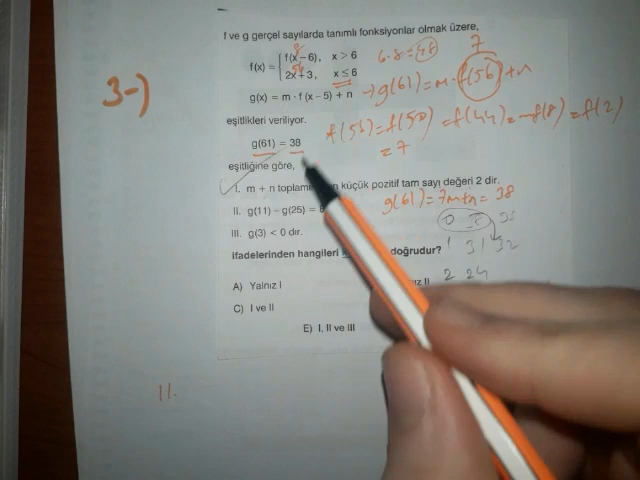 f ve g gerçel sayılarda tanımlı fonksiyonlar olmak üzere,
f(x) = { f(x – 6), x > 6
2x + 3, x ≤ 6
8
56
6.8=48
7
3-)
→ g(61) = m. f(56) + n
g(x) = m · f (x – 5) + n
eşitlikleri veriliyor.
f(56) = f(50) = f(44) = f(8) = f(2)
= 7
g(61) = 38
eşitliğine göre,
I. m + n küçük pozitif tam sayı değeri 2 dir.
g(61) = 7m+n = 38
II. g(11) – g(25) =
III. g(3) < 0 dır.
1 31 32
ifadelerinden hangileri doğrudur?
2 24
A) Yalnız I
C) I ve II
E) I, II ve III
II.